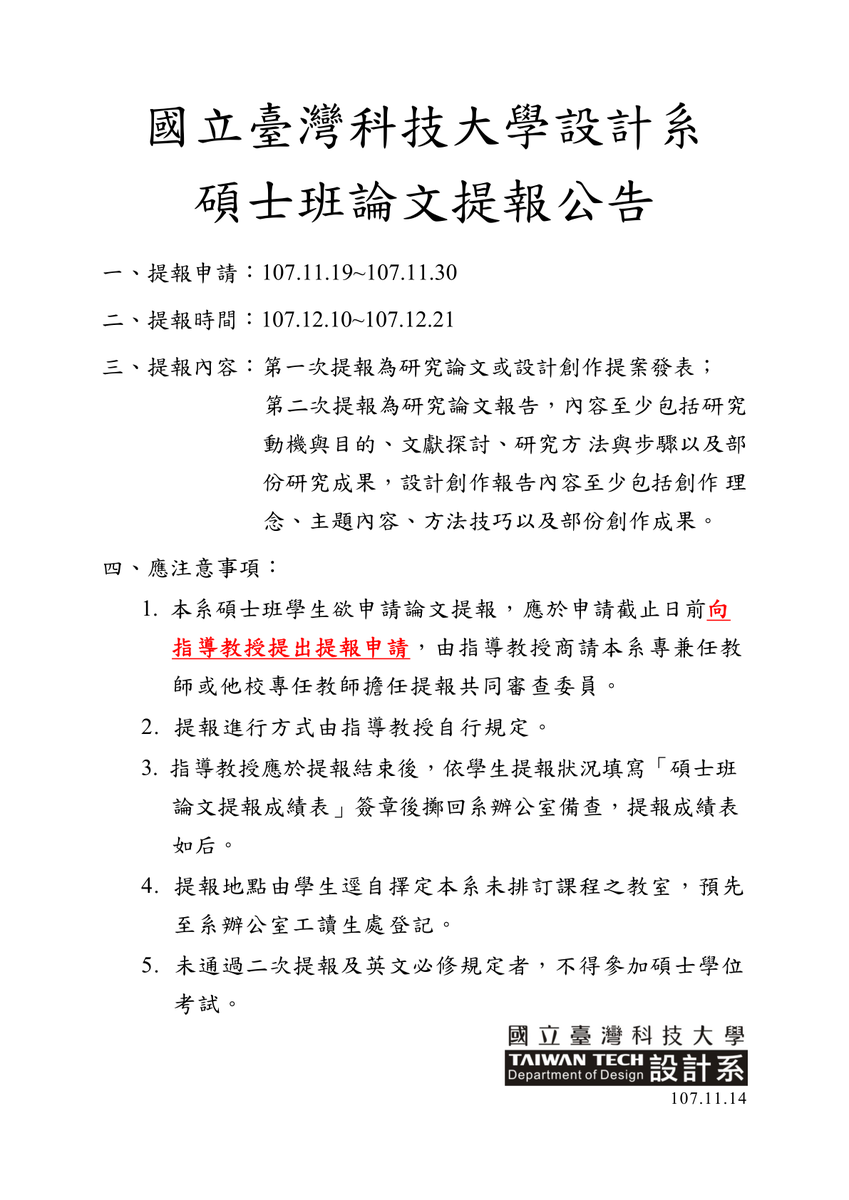 國立臺灣科技大學設計系
碩士班論文提報公告
一、提報申請：107.11.19~107.11.30
二、提報時間：107.12.10~107.12.21
三、提報內容：第一次提報為研究論文或設計創作提案發表；
第二次提報為研究論文報告，內容至少包括研究
動機與目的、文獻探討、研究方 法與步驟以及部
份研究成果，設計創作報告內容至少包括創作 理
念、主題內容、方法技巧以及部份創作成果。
四、應注意事項：
1. 本系碩士班學生欲申請論文提報，應於申請截止日前向
指導教授提出提報申請，由指導教授商請本系專兼任教
師或他校專任教師擔任提報共同審查委員。
2. 提報進行方式由指導教授自行規定。
3. 指導教授應於提報結束後，依學生提報狀況填寫「碩士班
論文提報成績表」簽章後擲回系辦公室備查，提報成績表
如后。
4. 提報地點由學生逕自擇定本系未排訂課程之教室，預先
至系辦公室工讀生處登記。
5. 未通過二次提報及英文必修規定者，不得參加碩士學位
考試。
國立臺灣科技大學
TAIWAN TECH
Department of Design 設計系
107.11.14